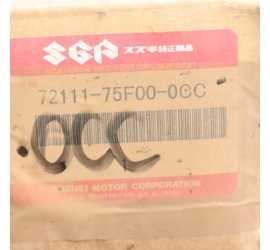 SGP スズキ純正部品
72111-75F00-0CC
0CC
SUZUKI MOTOR CORPORATION